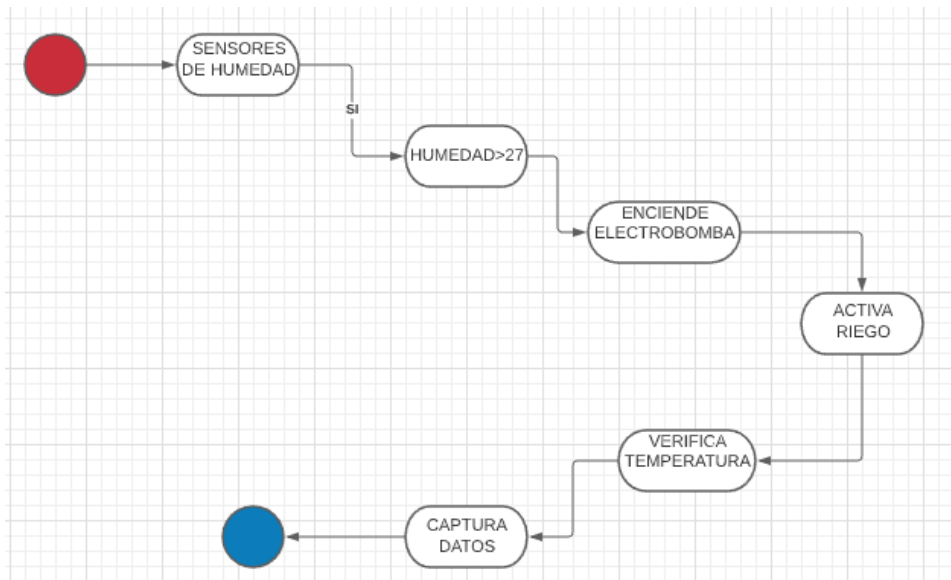 SENSORES
DE HUMEDAD
SI
HUMEDAD>27
ENCIENDE
ELECTROBOMBA
ACTIVA
RIEGO
VERIFICA
TEMPERATURA
CAPTURA
DATOS